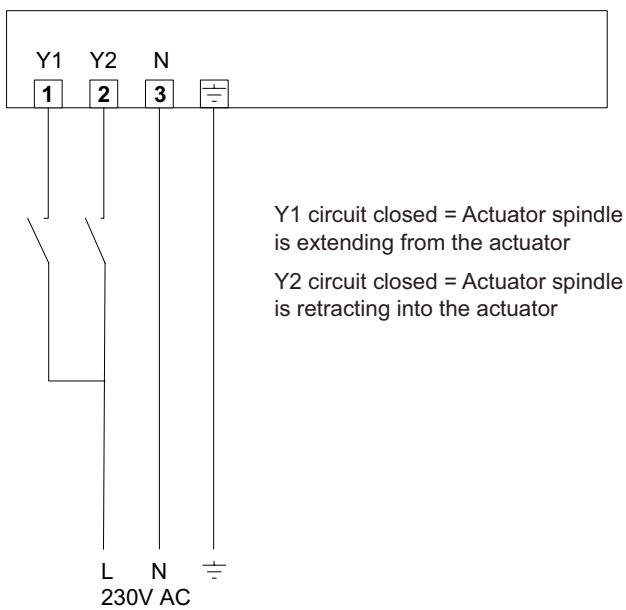 Y1 Y2 N
1 2 3
Y1 circuit closed = Actuator spindle
is extending from the actuator
Y2 circuit closed = Actuator spindle
is retracting into the actuator
L N
230V AC